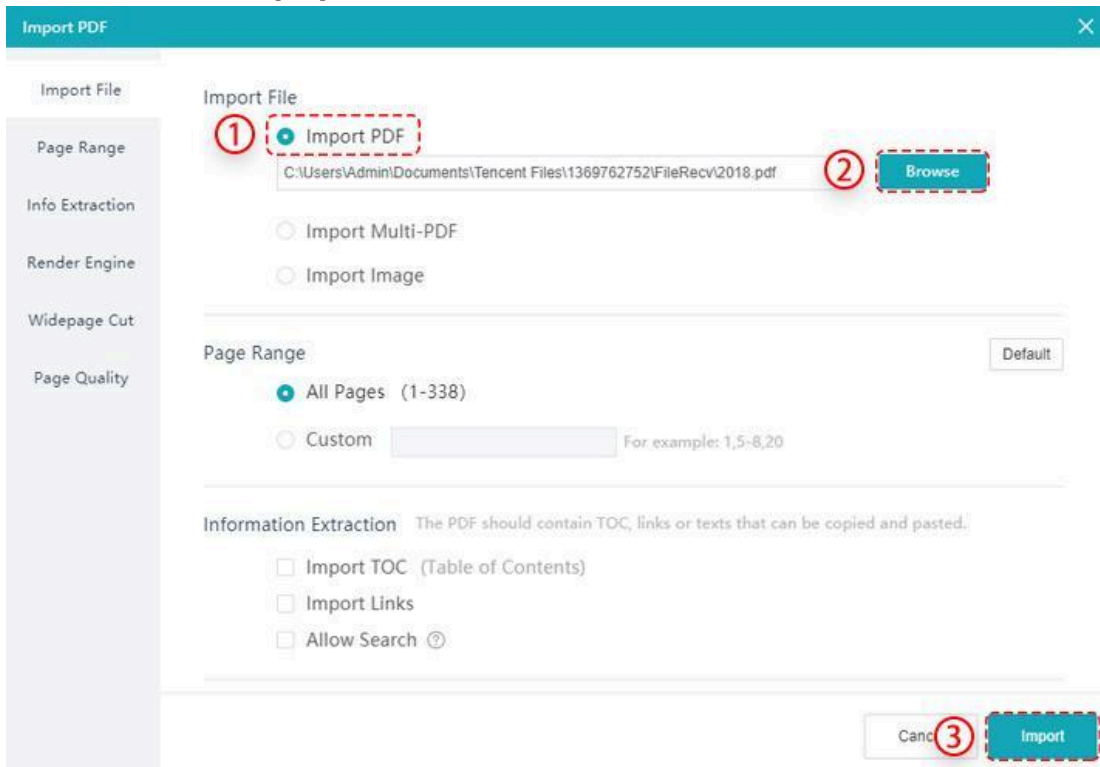 Import PDF
Import File
Page Range
Info Extraction
Render Engine
Widepage Cut
Page Quality
Import File
① Import PDF
C:\Users\Admin\Documents\Tencent Files\1369762752\FileRecv\2018.pdf ② Browse
Import Multi-PDF
Import Image
Page Range Default
All Pages (1-338)
Custom For example: 1,5-8,20
Information Extraction The PDF should contain TOC, links or texts that can be copied and pasted.
Import TOC (Table of Contents)
Import Links
Allow Search ?
Canc ③ Import